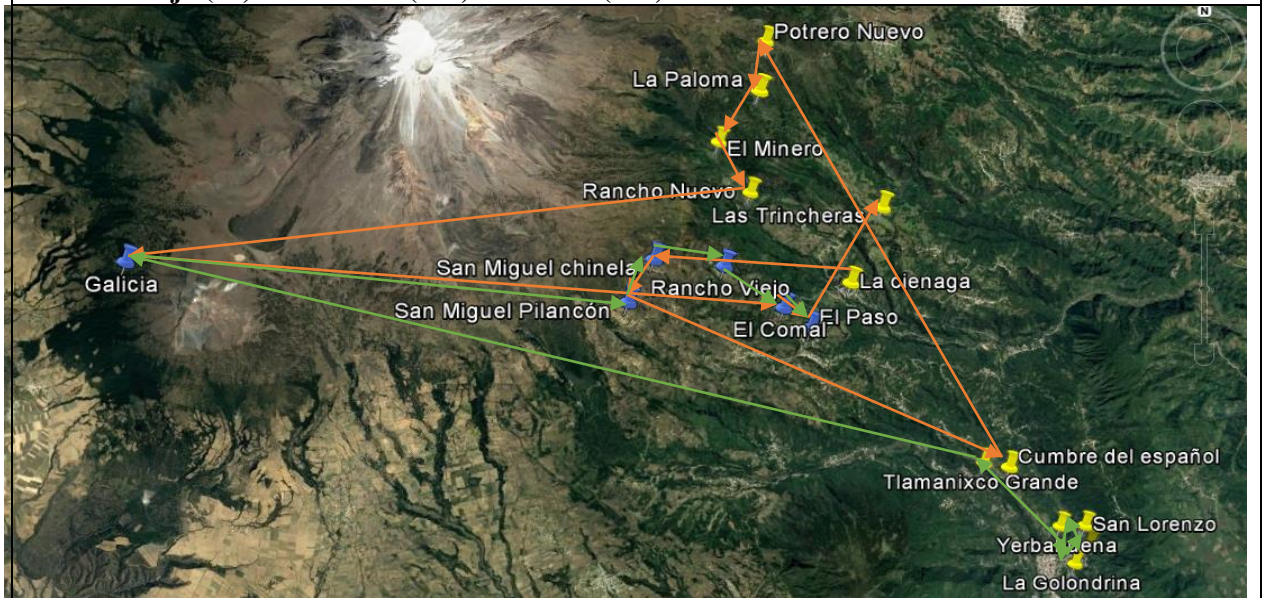 N
Potrero Nuevo
La Paloma
El Minero
Rancho Nuevo
Las Trincheras
San Miguel chinela
La cienaga
Galicia
Rancho Viejo
San Miguel Pilancón
El Paso
El Comal
Cumbre del español
Tlamanixco Grande
San Lorenzo
Yerbabuena
La Golondrina